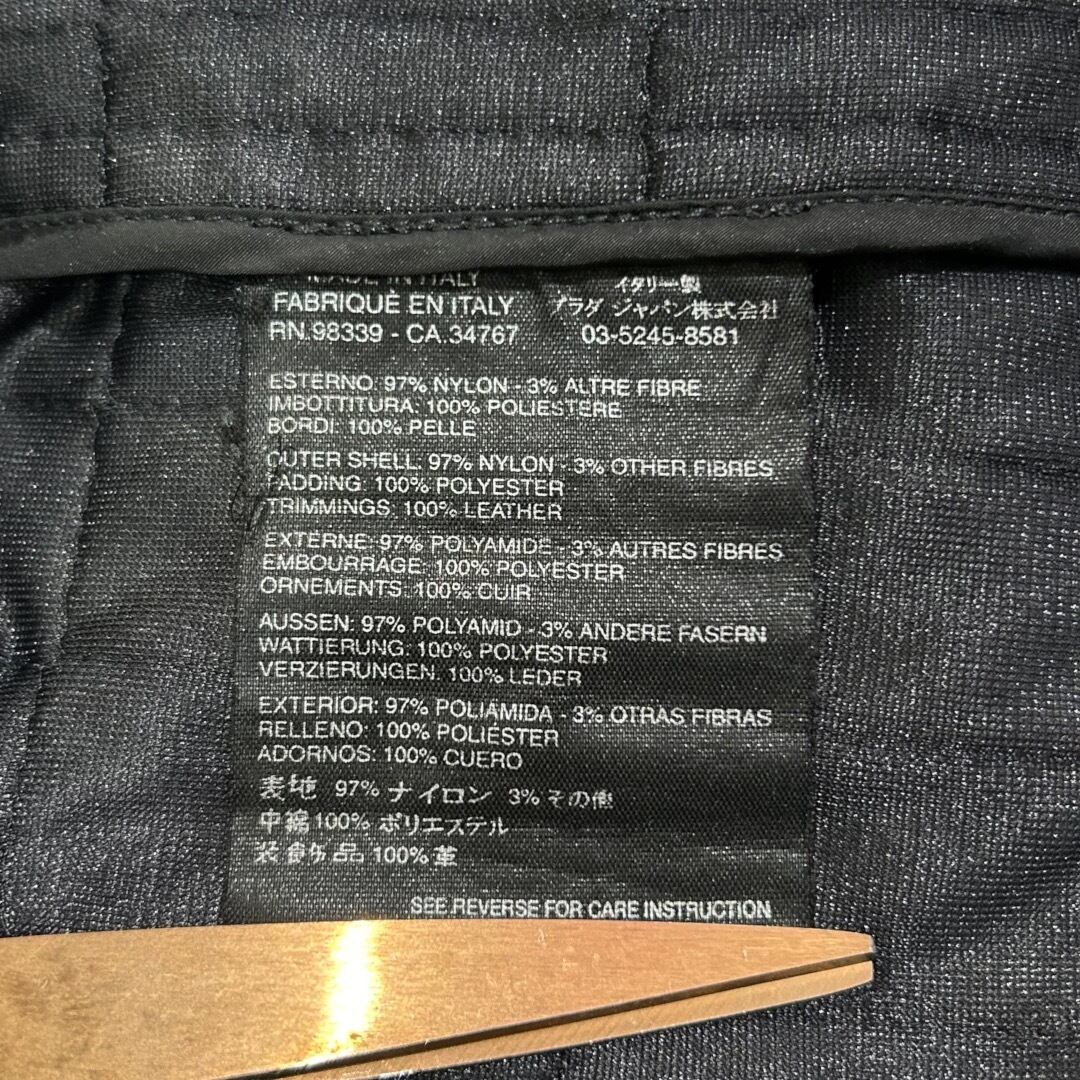 MADE IN ITALY
FABRIQUÉ EN ITALY
RN.98339 - CA.34767
イタリー製
プラダ ジャパン株式会社
03-5245-8581
ESTERNO: 97% NYLON - 3% ALTRE FIBRE
IMBOTTITURA: 100% POLIESTERE
BORDI: 100% PELLE
OUTER SHELL: 97% NYLON - 3% OTHER FIBRES
PADDING: 100% POLYESTER
TRIMMINGS: 100% LEATHER
EXTERNE: 97% POLYAMIDE - 3% AUTRES FIBRES
EMBOURRAGE: 100% POLYESTER
ORNEMENTS: 100% CUIR
AUSSEN: 97% POLYAMID - 3% ANDERE FASERN
WATTIERUNG: 100% POLYESTER
VERZIERUNGEN: 100% LEDER
EXTERIOR: 97% POLIAMIDA - 3% OTRAS FIBRAS
RELLENO: 100% POLIÉSTER
ADORNOS: 100% CUERO
表地 97% ナイロン 3% その他
中綿 100% ポリエステル
装飾品 100% 革
SEE REVERSE FOR CARE INSTRUCTION